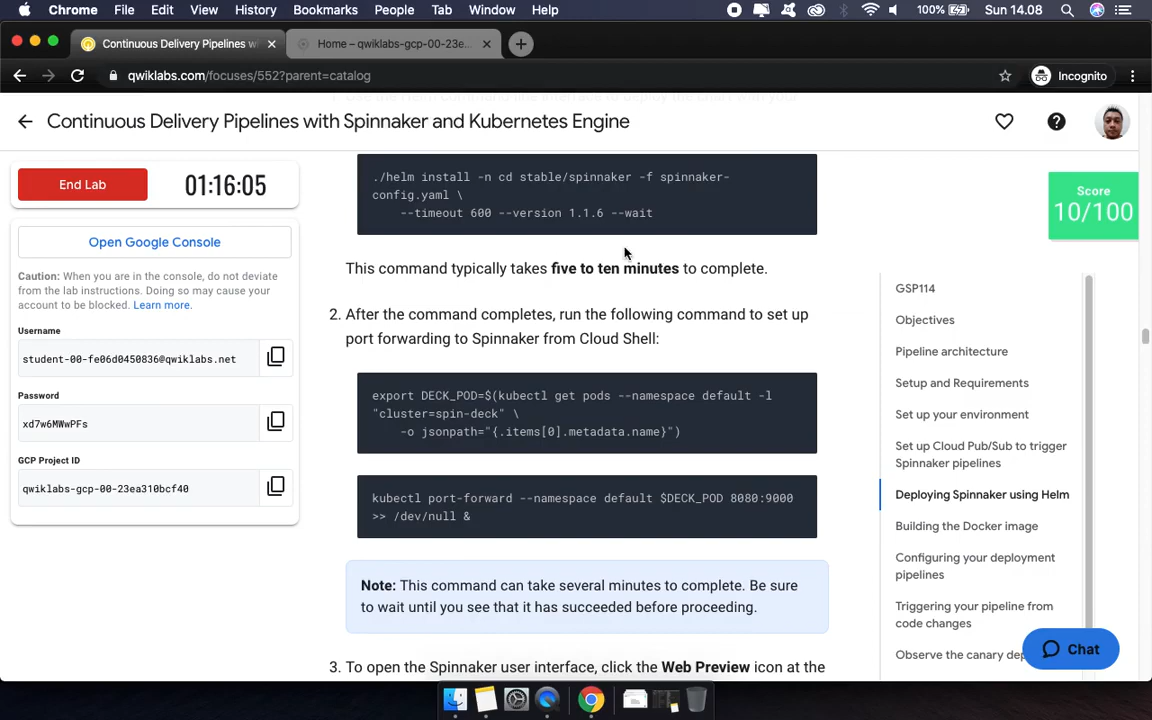 Chrome File Edit View History Bookmarks People Tab Window Help 100% Sun 14.08
Continuous Delivery Pipelines wi
Home – qwiklabs-gcp-00-23e...
qwiklabs.com/focuses/552?parent=catalog
Incognito
Continuous Delivery Pipelines with Spinnaker and Kubernetes Engine
End Lab
01:16:05
Open Google Console
Caution: When you are in the console, do not deviate
from the lab instructions. Doing so may cause your
account to be blocked. Learn more.
Username
student-00-fe06d0450836@qwiklabs.net
Password
xd7w6MWwPFs
GCP Project ID
qwiklabs-gcp-00-23ea310bcf40
./helm install -n cd stable/spinnaker -f spinnaker-
config.yaml \
--timeout 600 --version 1.1.6 --wait
This command typically takes five to ten minutes to complete.
2. After the command completes, run the following command to set up
port forwarding to Spinnaker from Cloud Shell:
export DECK_POD=$(kubectl get pods --namespace default -l
"cluster=spin-deck" \
-o jsonpath="{.items[0].metadata.name}")
kubectl port-forward --namespace default $DECK_POD 8080:9000
>> /dev/null &
Note: This command can take several minutes to complete. Be sure
to wait until you see that it has succeeded before proceeding.
3. To open the Spinnaker user interface, click the Web Preview icon at the
Score
10/100
GSP114
Objectives
Pipeline architecture
Setup and Requirements
Set up your environment
Set up Cloud Pub/Sub to trigger
Spinnaker pipelines
Deploying Spinnaker using Helm
Building the Docker image
Configuring your deployment
pipelines
Triggering your pipeline from
code changes
Observe the canary de
Chat